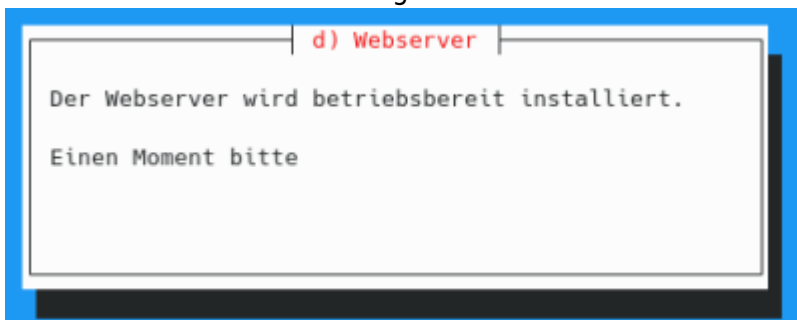 d) Webserver
Der Webserver wird betriebsbereit installiert.
Einen Moment bitte